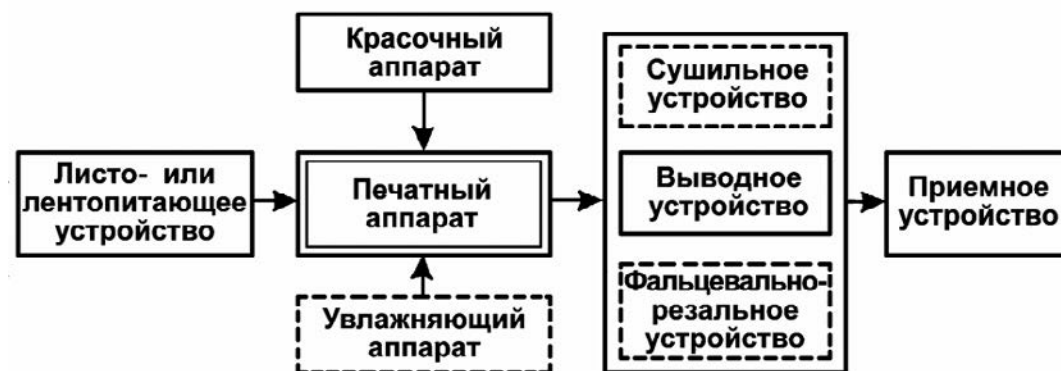 Красочный
аппарат
Листо- или
лентопитающее
устройство
Печатный
аппарат
Увлажняющий
аппарат
Сушильное
устройство
Выводное
устройство
Фальцевально-
резальное
устройство
Приемное
устройство